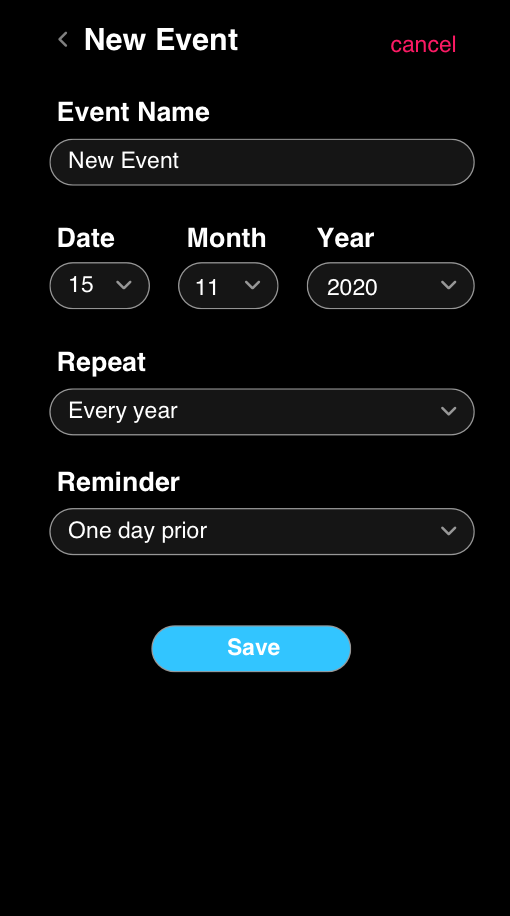 New Event
cancel
Event Name
New Event
Date Month Year
15 11 2020
Repeat
Every year
Reminder
One day prior
Save